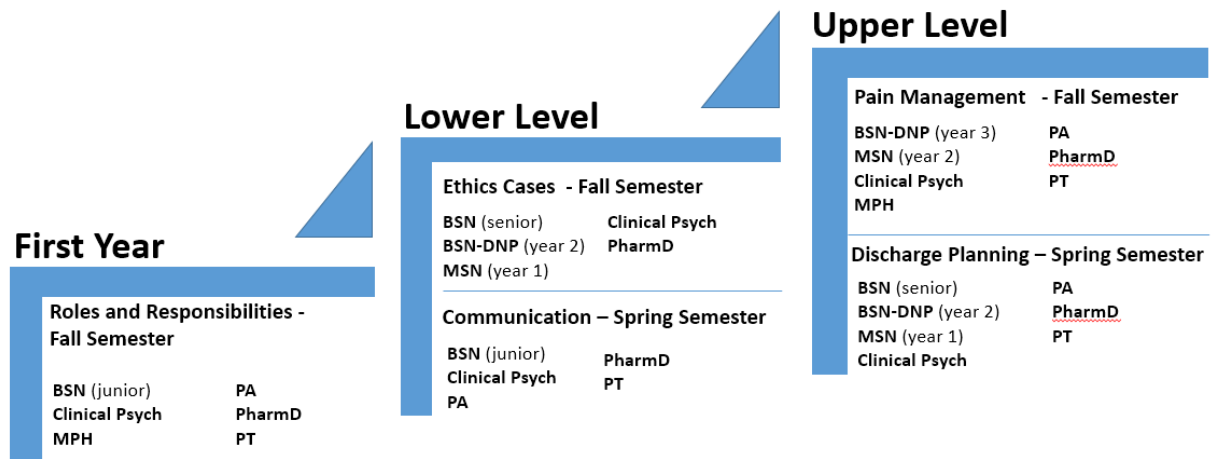 First Year
Roles and Responsibilities -
Fall Semester
BSN (junior) PA
Clinical Psych PharmD
MPH PT
Lower Level
Ethics Cases - Fall Semester
BSN (senior) Clinical Psych
BSN-DNP (year 2) PharmD
MSN (year 1)
Communication – Spring Semester
BSN (junior) PharmD
Clinical Psych PT
PA
Upper Level
Pain Management - Fall Semester
BSN-DNP (year 3) PA
MSN (year 2) PharmD
Clinical Psych PT
MPH
Discharge Planning – Spring Semester
BSN (senior) PA
BSN-DNP (year 2) PharmD
MSN (year 1) PT
Clinical Psych